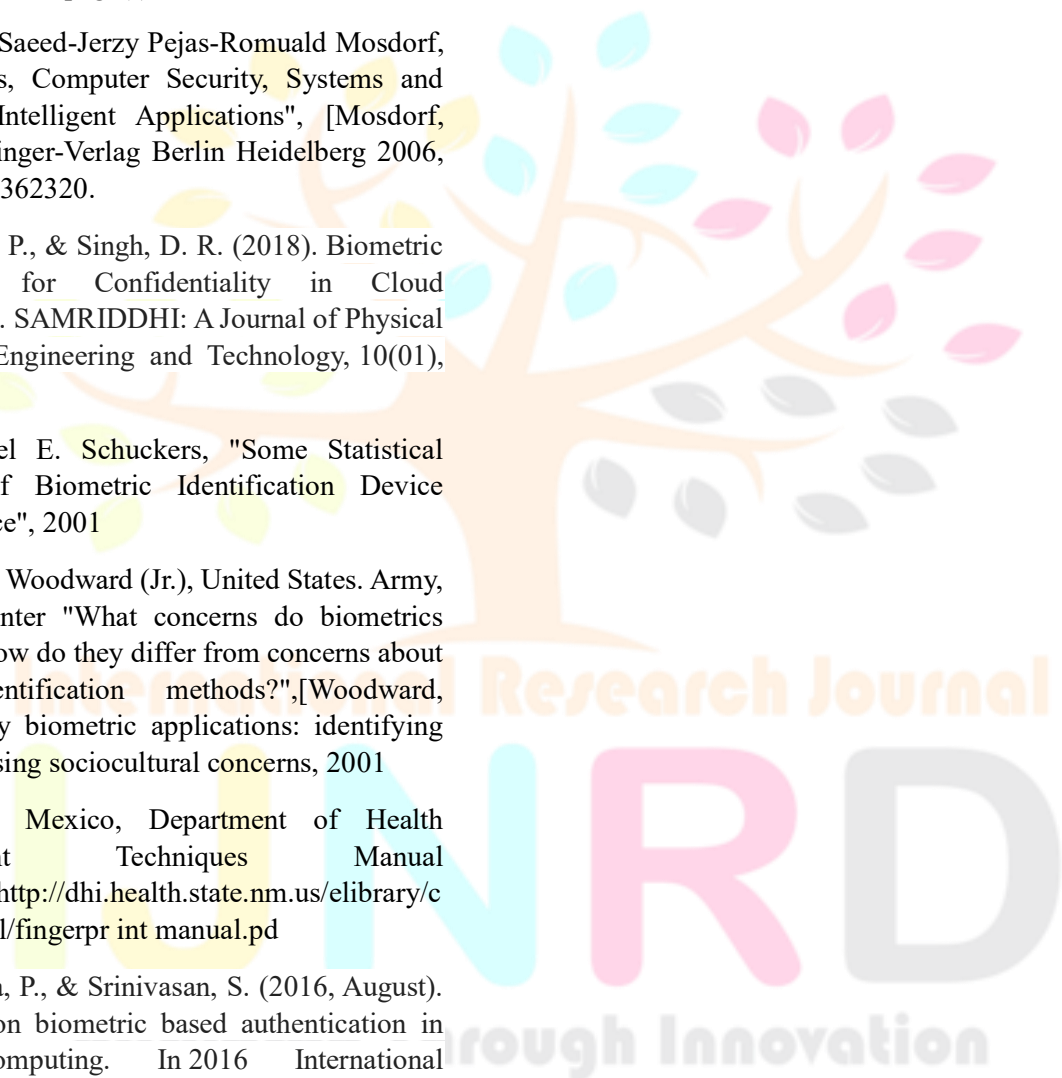 Saeed-Jerzy Pejas-Romuald Mosdorf,
s, Computer Security, Systems and
Intelligent Applications", [Mosdorf,
inger-Verlag Berlin Heidelberg 2006,
362320.
P., & Singh, D. R. (2018). Biometric
for Confidentiality in Cloud
. SAMRIDDHI: A Journal of Physical
Engineering and Technology, 10(01),
el E. Schuckers, "Some Statistical
f Biometric Identification Device
ce", 2001
Woodward (Jr.), United States. Army,
nter "What concerns do biometrics
ow do they differ from concerns about
entification methods?",[Woodward,
y biometric applications: identifying
sing sociocultural concerns, 2001
Mexico, Department of Health
nt Techniques Manual
http://dhi.health.state.nm.us/elibrary/c
l/fingerpr int manual.pd
a, P., & Srinivasan, S. (2016, August).
on biometric based authentication in
omputing. In 2016 International
International Research Journal
IJNRD
rough Innovation